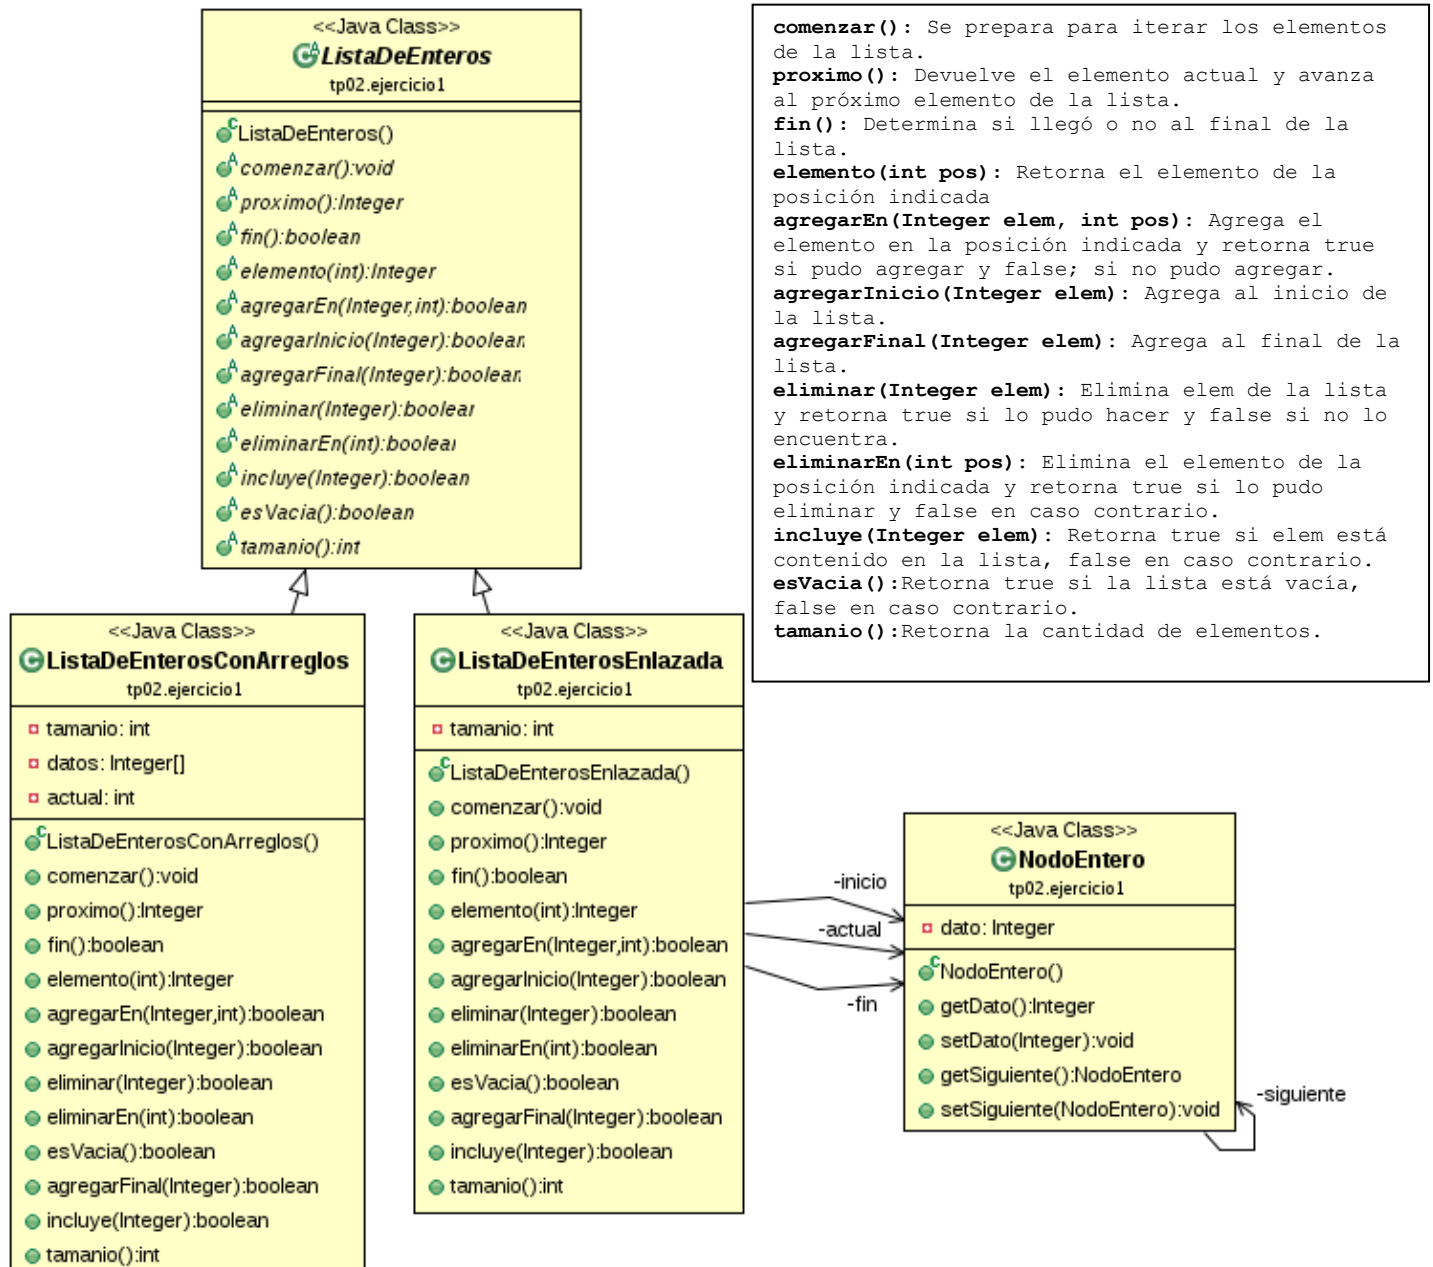 <<Java Class>>
ListaDeEnteros
tp02.ejercicio1
ListaDeEnteros()
comenzar():void
proximo():Integer
fin():boolean
elemento(int):Integer
agregarEn(Integer,int):boolean
agregarInicio(Integer):boolean
agregarFinal(Integer):boolean
eliminar(Integer):boolear
eliminarEn(int):boolear
incluye(Integer):boolean
esVacia():boolean
tamanio():int
comenzar(): Se prepara para iterar los elementos
de la lista.
proximo(): Devuelve el elemento actual y avanza
al próximo elemento de la lista.
fin(): Determina si llegó o no al final de la
lista.
elemento(int pos): Retorna el elemento de la
posición indicada
agregarEn(Integer elem, int pos): Agrega el
elemento en la posición indicada y retorna true
si pudo agregar y false; si no pudo agregar.
agregarInicio(Integer elem): Agrega al inicio de
la lista.
agregarFinal(Integer elem): Agrega al final de la
lista.
eliminar(Integer elem): Elimina elem de la lista
y retorna true si lo pudo hacer y false si no lo
encuentra.
eliminarEn(int pos): Elimina el elemento de la
posición indicada y retorna true si lo pudo
eliminar y false en caso contrario.
incluye(Integer elem): Retorna true si elem está
contenido en la lista, false en caso contrario.
esVacia():Retorna true si la lista está vacía,
false en caso contrario.
tamanio():Retorna la cantidad de elementos.
<<Java Class>>
ListaDeEnterosConArreglos
tp02.ejercicio1
tamanio: int
datos: Integer[]
actual: int
ListaDeEnterosConArreglos()
comenzar():void
proximo():Integer
fin():boolean
elemento(int):Integer
agregarEn(Integer,int):boolean
agregarInicio(Integer):boolean
eliminar(Integer):boolean
eliminarEn(int):boolean
esVacia():boolean
agregarFinal(Integer):boolean
incluye(Integer):boolean
tamanio():int
<<Java Class>>
ListaDeEnterosEnlazada
tp02.ejercicio1
tamanio: int
ListaDeEnterosEnlazada()
comenzar():void
proximo():Integer
fin():boolean
elemento(int):Integer
agregarEn(Integer,int):boolean
agregarInicio(Integer):boolean
eliminar(Integer):boolean
eliminarEn(int):boolean
esVacia():boolean
agregarFinal(Integer):boolean
incluye(Integer):boolean
tamanio():int
-inicio
-actual
-fin
<<Java Class>>
NodoEntero
tp02.ejercicio1
dato: Integer
NodoEntero()
getDato():Integer
setDato(Integer):void
getSiguiente():NodoEntero
setSiguiente(NodoEntero):void
-siguiente